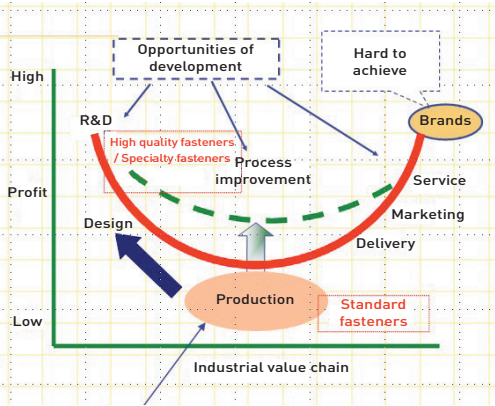 Opportunities of
development
Hard to
achieve
High
R&D
Brands
High quality fasteners
/ Specialty fasteners
Process
improvement
Service
Profit
Marketing
Design
Delivery
Production
Standard
fasteners
Low
Industrial value chain